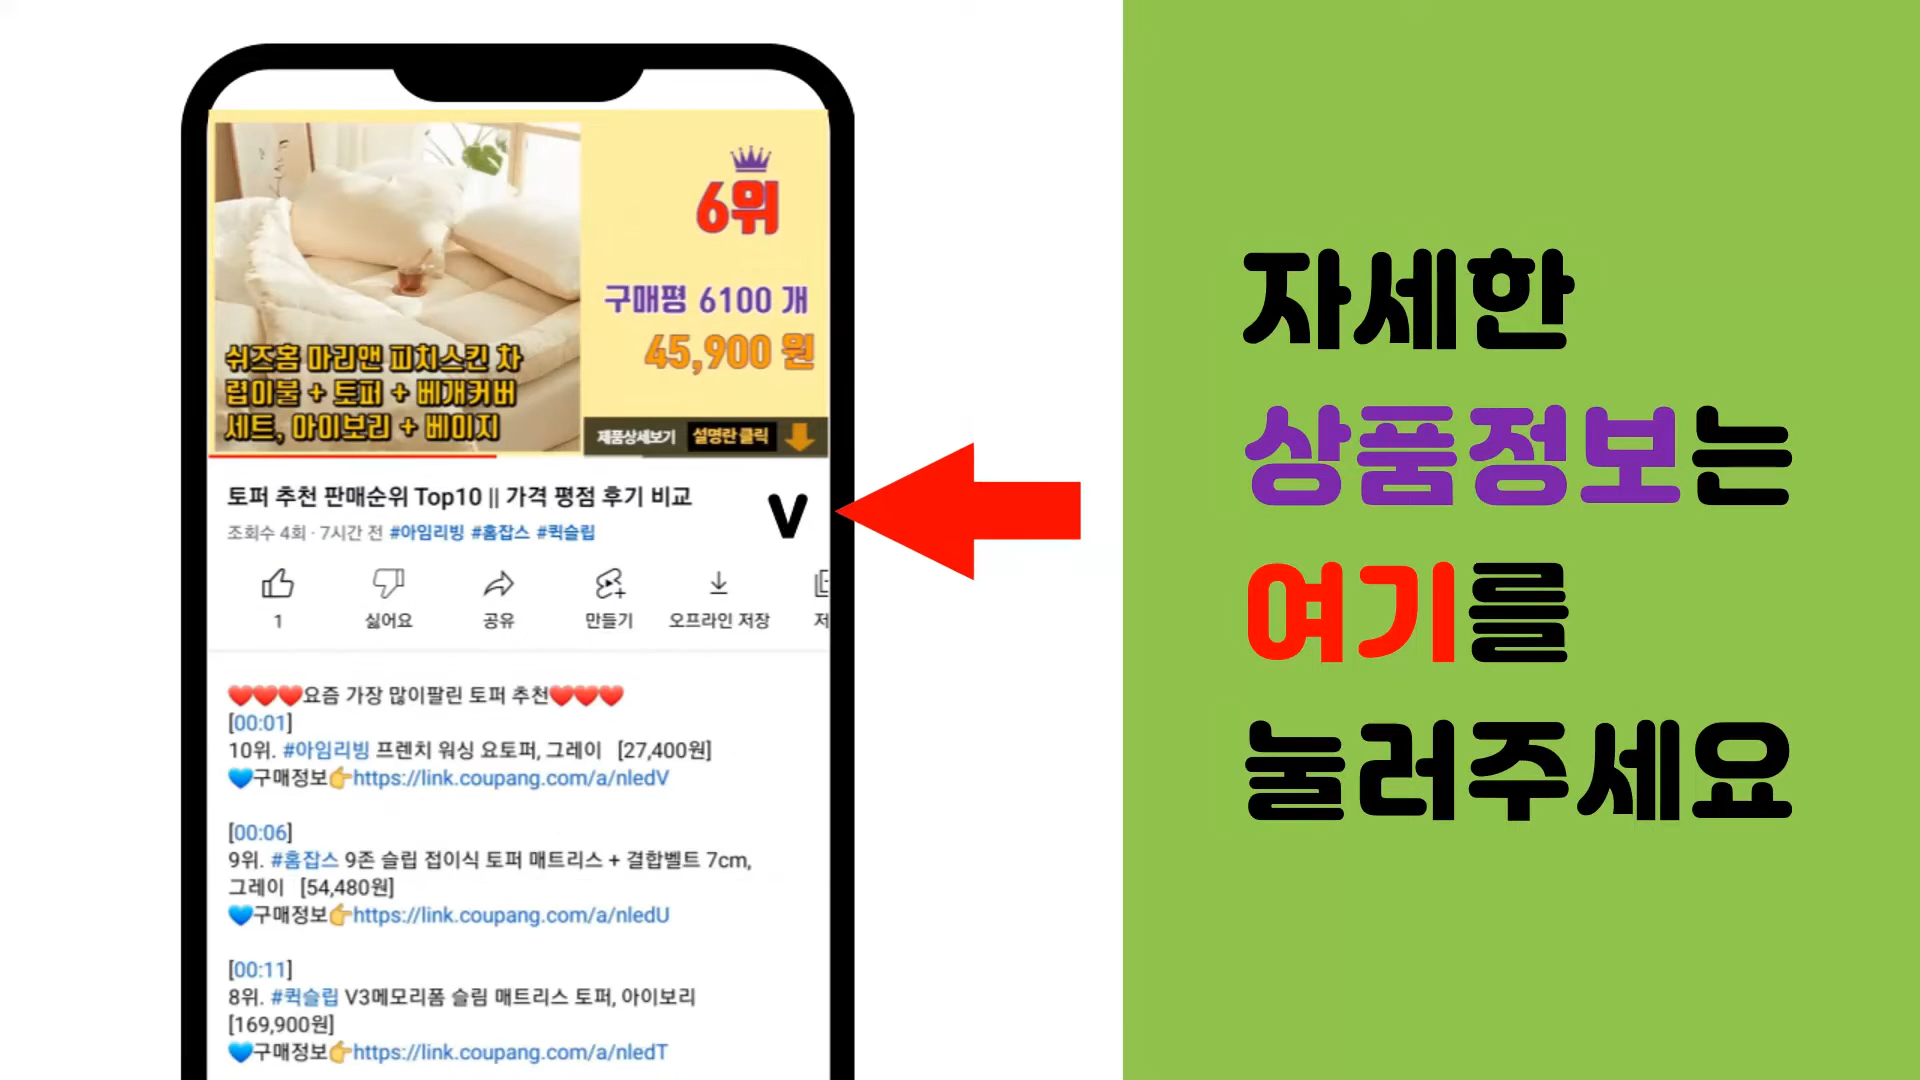 6위
구매평 6100 개
45,900 원
쉬즈홈 마리앤 피치스킨 차
렵이불 + 토퍼 + 베개커버
세트, 아이보리 + 베이지
제품상세보기 설명란 클릭
토퍼 추천 판매순위 Top10 || 가격 평점 후기 비교
V
조회수 4회 · 7시간 전 #아임리빙 #홈잡스 #퀵슬립
1 싫어요 공유 만들기 오프라인 저장 저
❤️❤️❤️요즘 가장 많이팔린 토퍼 추천❤️❤️❤️
[00:01]
10위. #아임리빙 프렌치 워싱 요토퍼, 그레이 [27,400원]
💙구매정보👉https://link.coupang.com/a/nledV
[00:06]
9위. #홈잡스 9존 슬립 접이식 토퍼 매트리스 + 결합벨트 7cm,
그레이 [54,480원]
💙구매정보👉https://link.coupang.com/a/nledU
[00:11]
8위. #퀵슬립 V3메모리폼 슬림 매트리스 토퍼, 아이보리
[169,900원]
💙구매정보👉https://link.coupang.com/a/nledT
자세한
상품정보는
여기를
눌러주세요